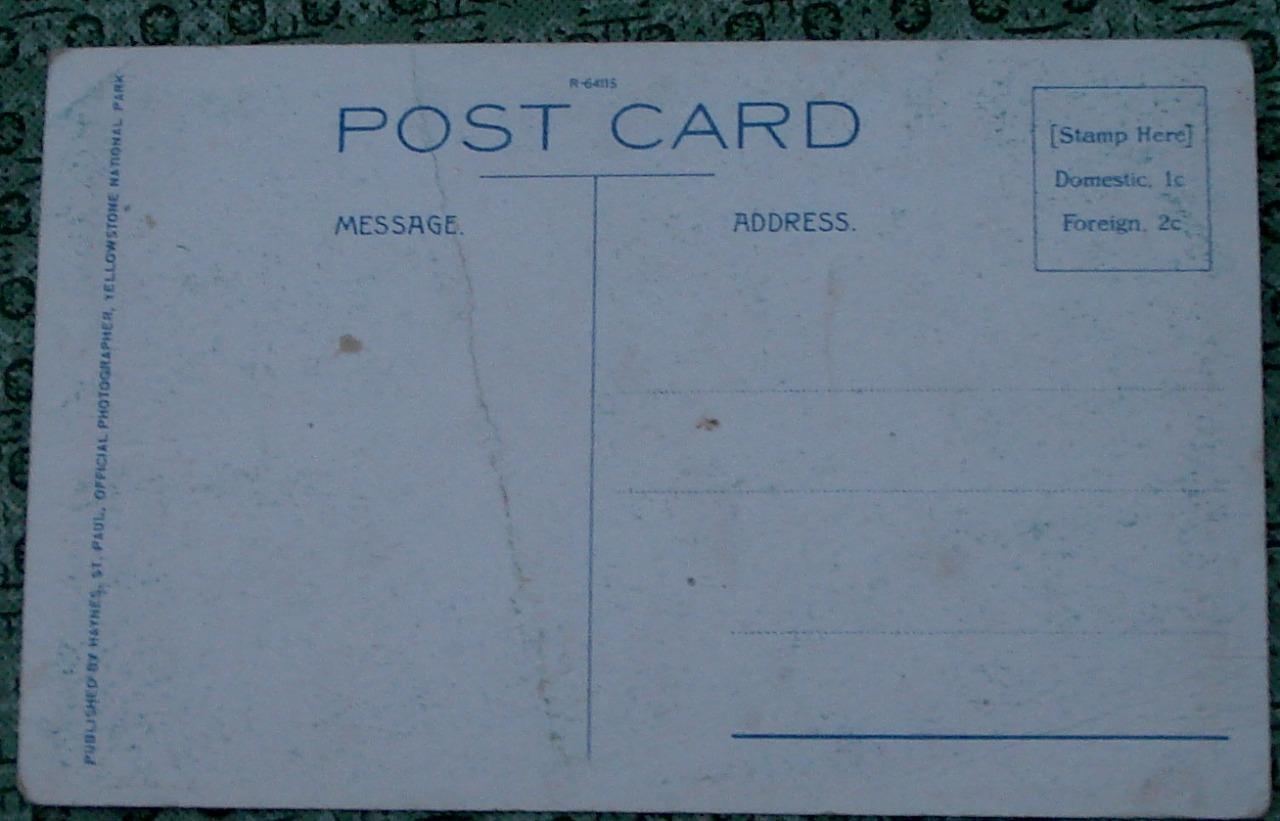 R-64115
POST CARD
MESSAGE.
ADDRESS.
[Stamp Here]
Domestic, 1c
Foreign, 2c
PUBLISHED BY HAYNES, ST. PAUL, OFFICIAL PHOTOGRAPHER, YELLOWSTONE NATIONAL PARK